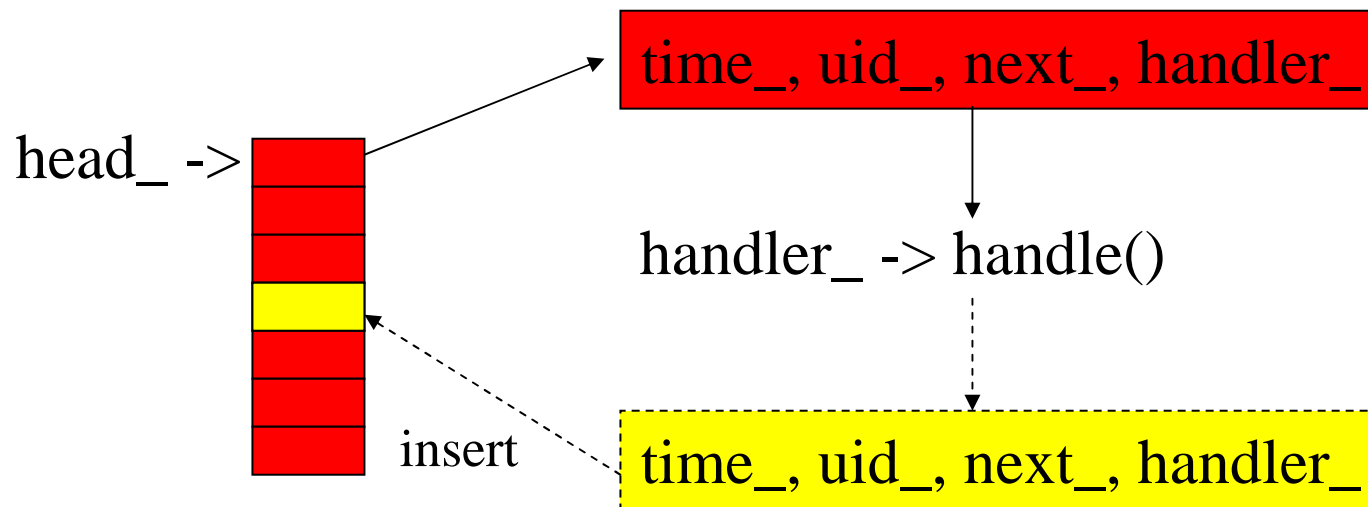 time_, uid_, next_, handler_
head_ ->
handler_ -> handle()
insert
time_, uid_, next_, handler_